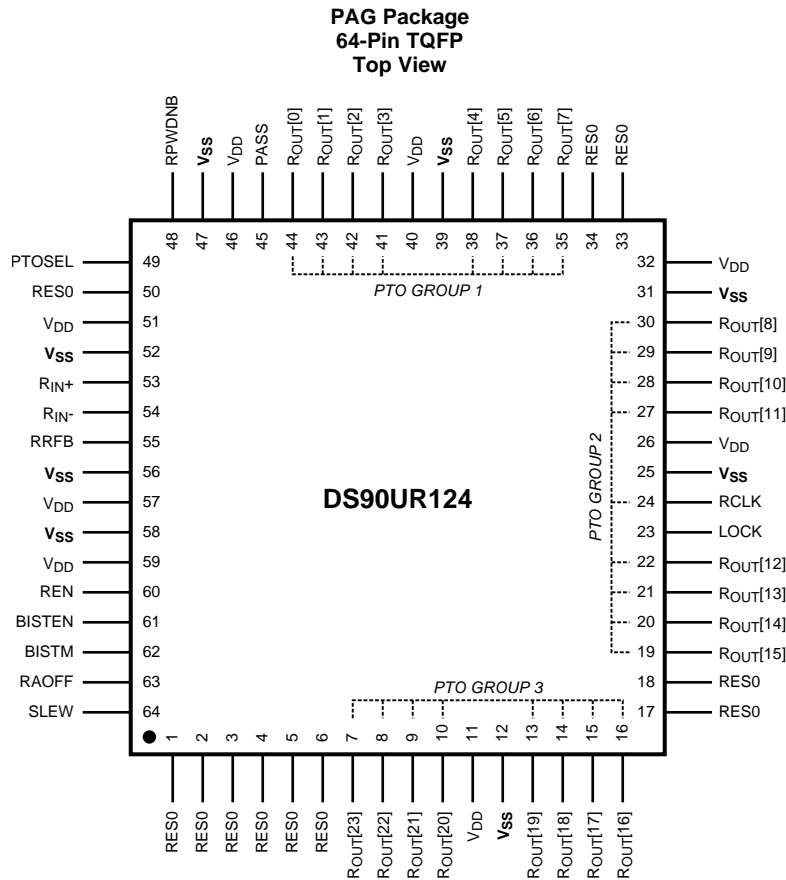 PAG Package
64-Pin TQFP
Top View
RPWDNB
VSS
VDD
PASS
ROUT[0]
ROUT[1]
ROUT[2]
ROUT[3]
VDD
VSS
ROUT[4]
ROUT[5]
ROUT[6]
ROUT[7]
RES0
RES0
48 47 46 45 44 43 42 41 40 39 38 37 36 35 34 33
PTO GROUP 1
PTOSEL 49
RES0 50
VDD 51
VSS 52
RIN+ 53
RIN- 54
RRFB 55
VSS 56
VDD 57
VSS 58
VDD 59
REN 60
BISTEN 61
BISTM 62
RAOFF 63
SLEW 64
DS90UR124
PTO GROUP 2
32 VDD
31 VSS
30 ROUT[8]
29 ROUT[9]
28 ROUT[10]
27 ROUT[11]
26 VDD
25 VSS
24 RCLK
23 LOCK
22 ROUT[12]
21 ROUT[13]
20 ROUT[14]
19 ROUT[15]
18 RES0
17 RES0
PTO GROUP 3
1 2 3 4 5 6 7 8 9 10 11 12 13 14 15 16
RES0
RES0
RES0
RES0
RES0
RES0
ROUT[23]
ROUT[22]
ROUT[21]
ROUT[20]
VDD
VSS
ROUT[19]
ROUT[18]
ROUT[17]
ROUT[16]